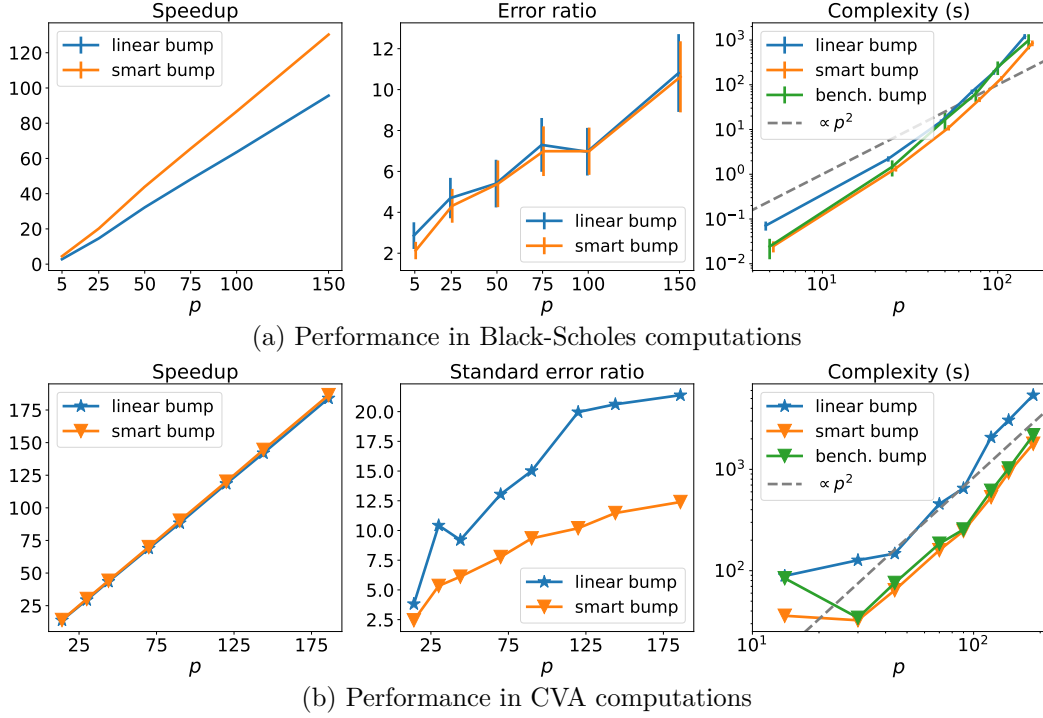 Speedup
linear bump
smart bump
120
100
80
60
40
20
0
5
25
50
75
100
150
p
Error ratio
12
10
8
6
4
2
linear bump
smart bump
5
25
50
75
100
150
p
Complexity (s)
linear bump
smart bump
bench. bump
∝ p²
10³
10²
10¹
10⁰
10⁻¹
10⁻²
10¹
10²
p
(a) Performance in Black-Scholes computations
Speedup
linear bump
smart bump
175
150
125
100
75
50
25
25
75
125
175
p
Standard error ratio
20.0
17.5
15.0
12.5
10.0
7.5
5.0
2.5
linear bump
smart bump
25
75
125
175
p
Complexity (s)
linear bump
smart bump
bench. bump
∝ p²
10³
10²
10¹
10²
p
(b) Performance in CVA computations